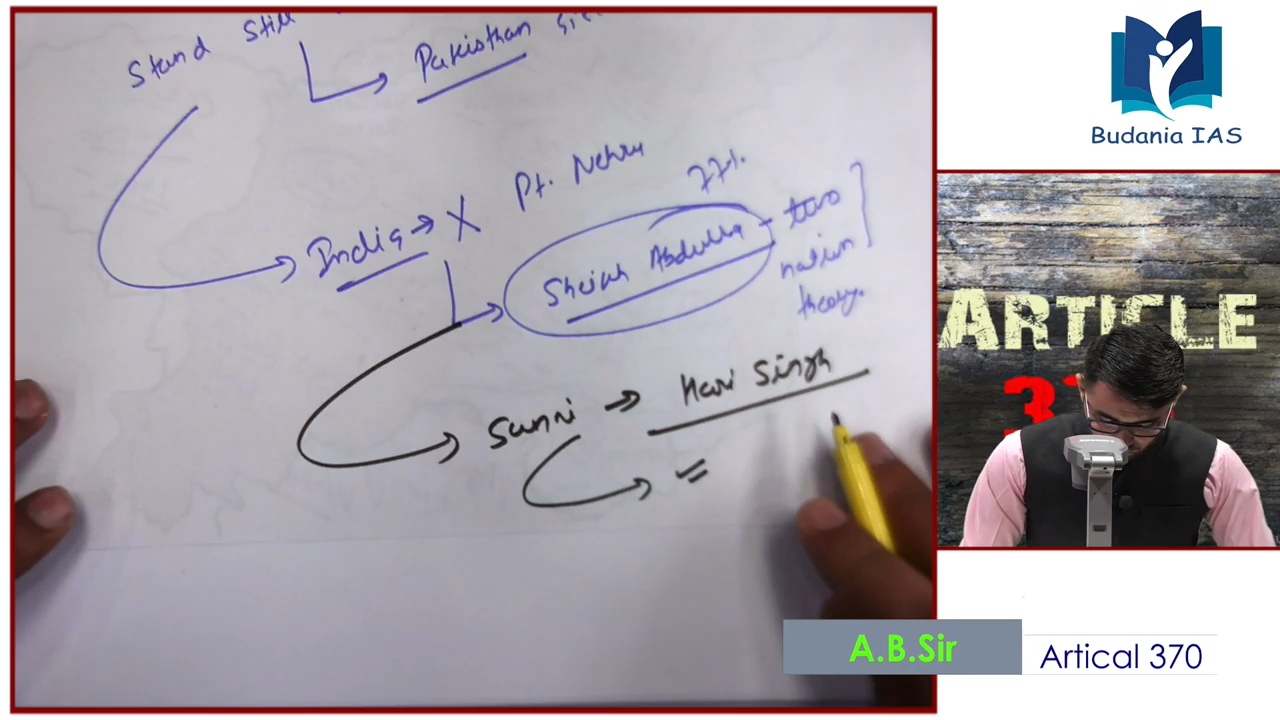 Stand Still
Pakisthan
Pt. Nehru
77%
India → X
Sheikh Abdulla - two
nation
theory.
Sunni → Hari Singh
Budania IAS
ARTICLE
A.B.Sir
Artical 370